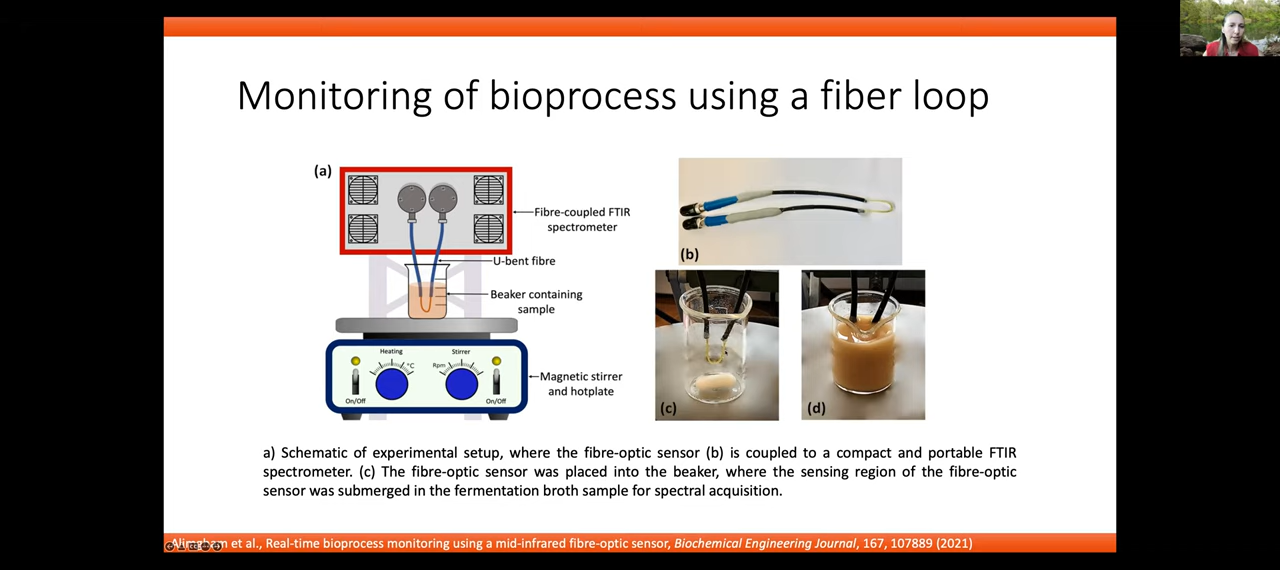 Monitoring of bioprocess using a fiber loop
(a)
Fibre-coupled FTIR
spectrometer
U-bent fibre
Beaker containing
sample
Heating
°C
On/Off
Stirrer
Rpm
On/Off
Magnetic stirrer
and hotplate
(b)
(c)
(d)
a) Schematic of experimental setup, where the fibre-optic sensor (b) is coupled to a compact and portable FTIR
spectrometer. (c) The fibre-optic sensor was placed into the beaker, where the sensing region of the fibre-optic
sensor was submerged in the fermentation broth sample for spectral acquisition.
et al., Real-time bioprocess monitoring using a mid-infrared fibre-optic sensor, Biochemical Engineering Journal, 167, 107889 (2021)